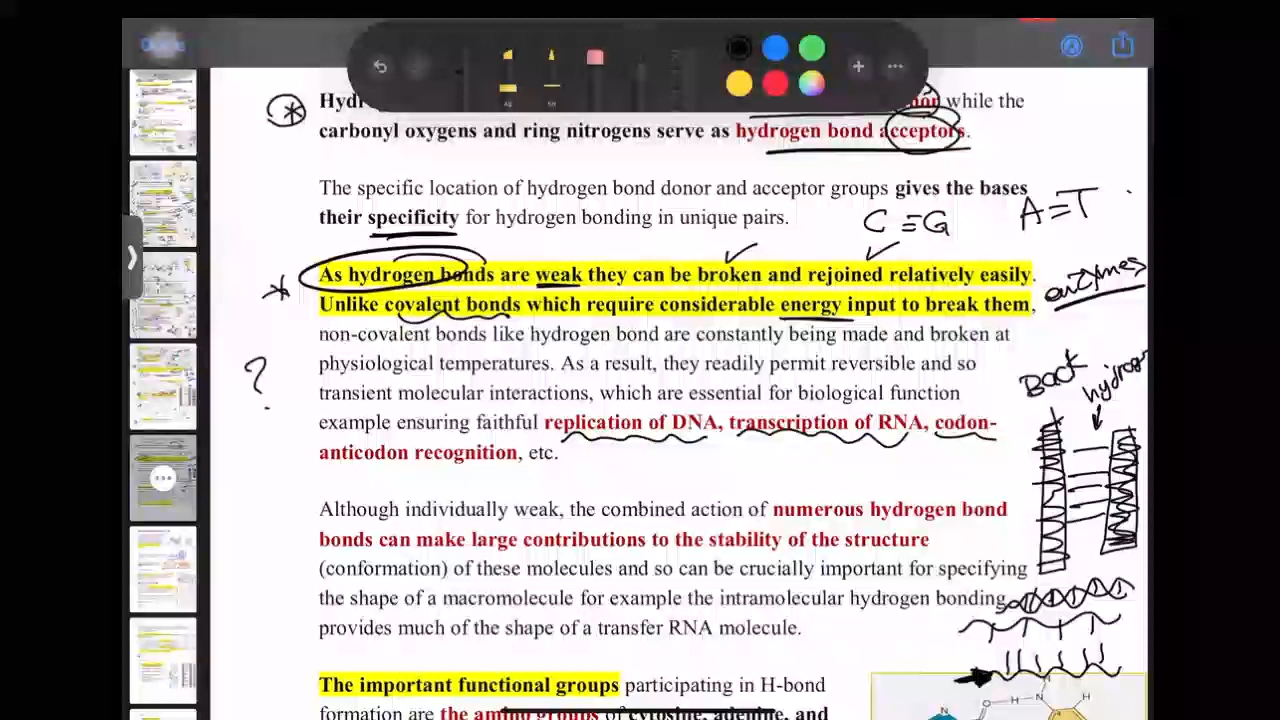 while the
carbonyl oxygens and ring nitrogens serve as hydrogen bond acceptors.
The specific location of hydrogen bond donor and acceptor groups gives the bases
their specificity for hydrogen bonding in unique pairs.
C ≡ G
A = T
As hydrogen bonds are weak they can be broken and rejoined relatively easily.
Unlike covalent bonds which require considerable energy input to break them,
enzymes
non-covalent bonds like hydrogen bond are constantly being made and broken at
physiological temperatures. As a result, they readily permit reversible and so
?
transient molecular interactions, which are essential for biological function
Back
example ensuring faithful replication of DNA, transcription of RNA, codon-
anticodon recognition, etc.
Although individually weak, the combined action of numerous hydrogen bond
bonds can make large contributions to the stability of the structure
(conformation) of these molecules and so can be crucially important for specifying
the shape of a macromolecule for example the intramolecular hydrogen bonding
provides much of the shape of a transfer RNA molecule.
The important functional groups participating in H-bond
formation are the amino groups of cytosine, adenine, and
O H N H
N